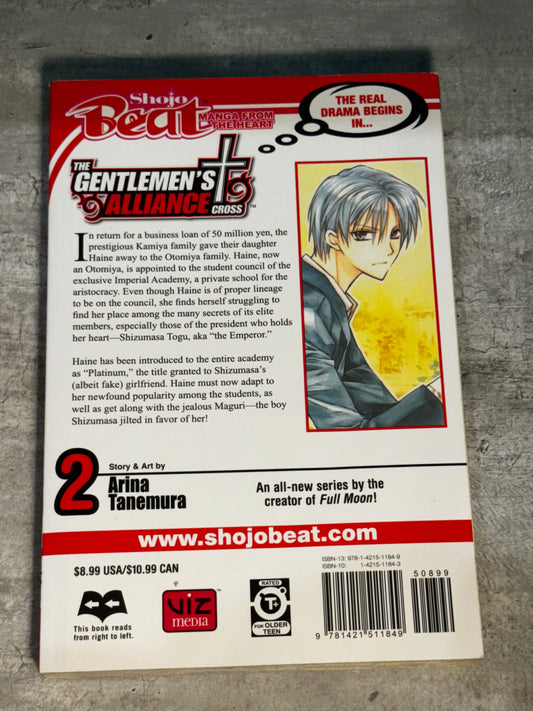 Shojo
Beat
MANGA FROM
THE HEART
THE REAL
DRAMA BEGINS
IN...
THE
GENTLEMEN'S
ALLIANCE
CROSS™
In return for a business loan of 50 million yen, the
prestigious Kamiya family gave their daughter
Haine away to the Otomiya family. Haine, now
an Otomiya, is appointed to the student council of the
exclusive Imperial Academy, a private school for the
aristocracy. Even though Haine is of proper lineage
to be on the council, she finds herself struggling to
find her place among the many secrets of its elite
members, especially those of the president who holds
her heart—Shizumasa Togu, aka "the Emperor."
Haine has been introduced to the entire academy
as "Platinum," the title granted to Shizumasa's
(albeit fake) girlfriend. Haine must now adapt to
her newfound popularity among the students, as
well as get along with the jealous Maguri—the boy
Shizumasa jilted in favor of her!
2
Story & Art by
Arina
Tanemura
An all-new series by the
creator of Full Moon!
www.shojobeat.com
$8.99 USA/$10.99 CAN
ISBN-13: 978-1-4215-1184-9
ISBN-10: 1-4215-1184-3
50899
This book reads
from right to left.
VIZ
MEDIA
RATED
T+
FOR OLDER
TEEN
9 781421 511849